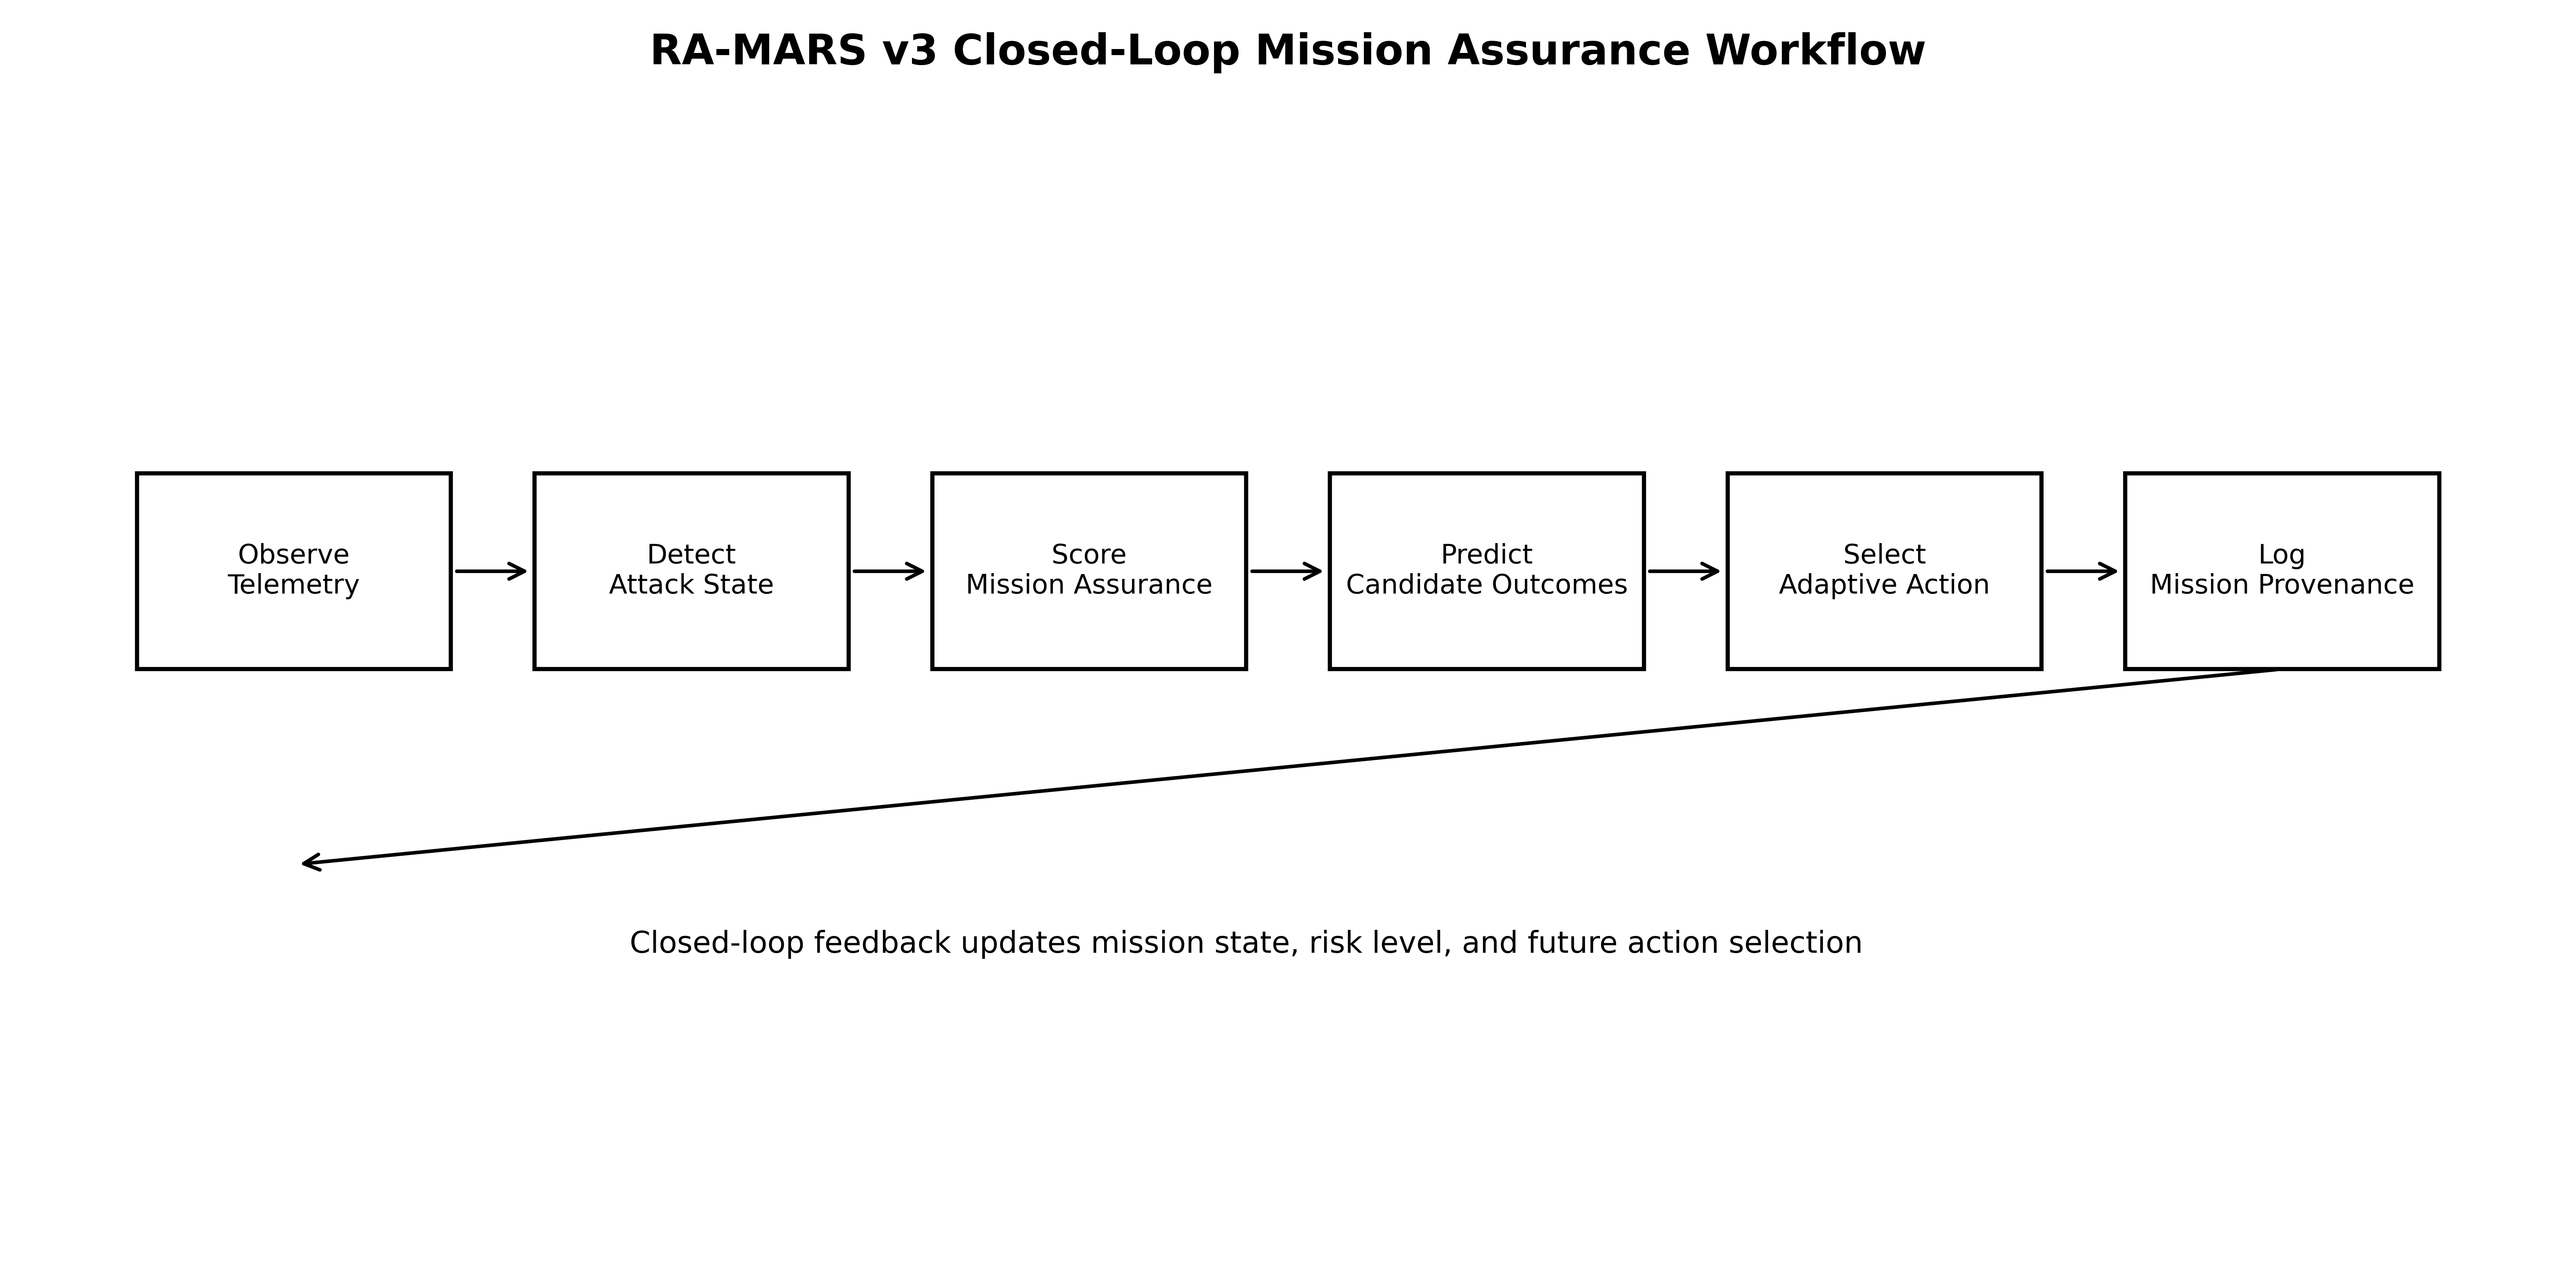 RA-MARS v3 Closed-Loop Mission Assurance Workflow
Observe
Telemetry
Detect
Attack State
Score
Mission Assurance
Predict
Candidate Outcomes
Select
Adaptive Action
Log
Mission Provenance
Closed-loop feedback updates mission state, risk level, and future action selection